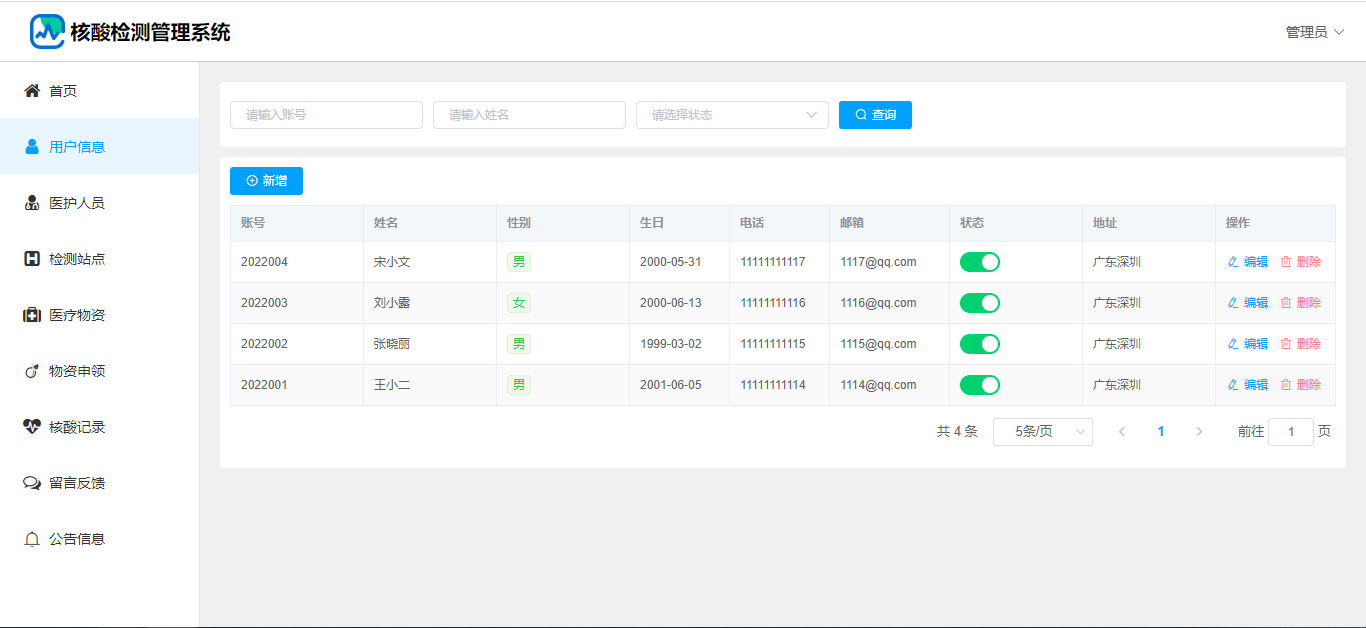 核酸检测管理系统
管理员
首页
用户信息
医护人员
检测站点
医疗物资
物资申领
核酸记录
留言反馈
公告信息
请输入账号 请输入姓名 请选择状态 查询
新增
账号 姓名 性别 生日 电话 邮箱 状态 地址 操作
2022004 宋小文 男 2000-05-31 11111111117 1117@qq.com 广东深圳 编辑 删除
2022003 刘小露 女 2000-06-13 11111111116 1116@qq.com 广东深圳 编辑 删除
2022002 张晓丽 男 1999-03-02 11111111115 1115@qq.com 广东深圳 编辑 删除
2022001 王小二 男 2001-06-05 11111111114 1114@qq.com 广东深圳 编辑 删除
共 4 条 5条/页 1 前往 1 页